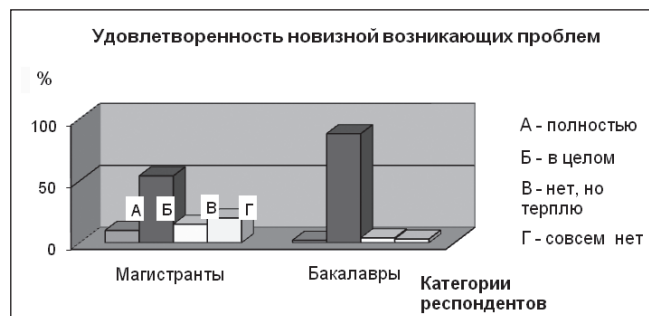 Удовлетворенность новизной возникающих проблем
%
100
50
0
А
Б
В
Г
Магистранты
Бакалавры
Категории
респондентов
А - полностью
Б - в целом
В - нет, но
терплю
Г - совсем нет